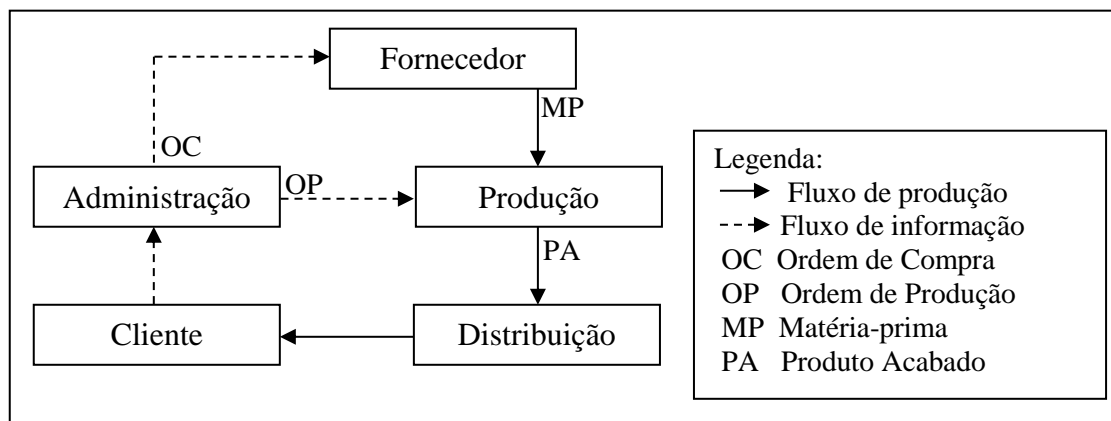 Fornecedor
MP
OC
Administração
OP
Produção
PA
Cliente
Distribuição
Legenda:
Fluxo de produção
Fluxo de informação
OC Ordem de Compra
OP Ordem de Produção
MP Matéria-prima
PA Produto Acabado